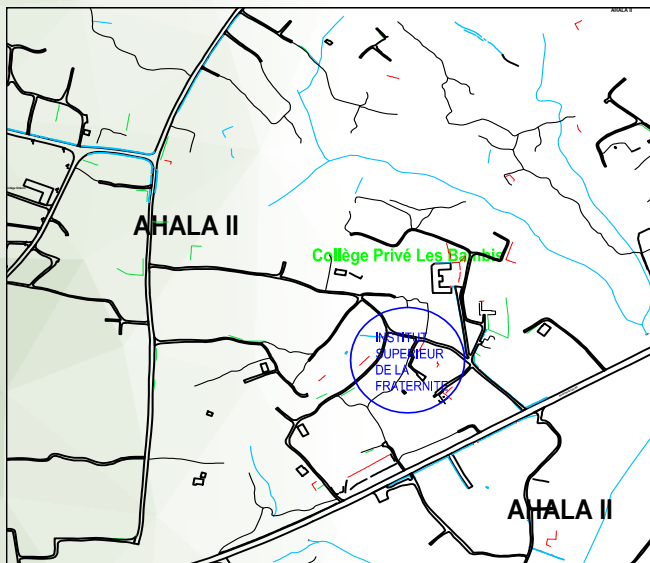 AHALA II
AHALA II
Collège Privé Les Bambis
INSTITUT
SUPERIEUR
DE LA
FRATERNITE
AHALA II